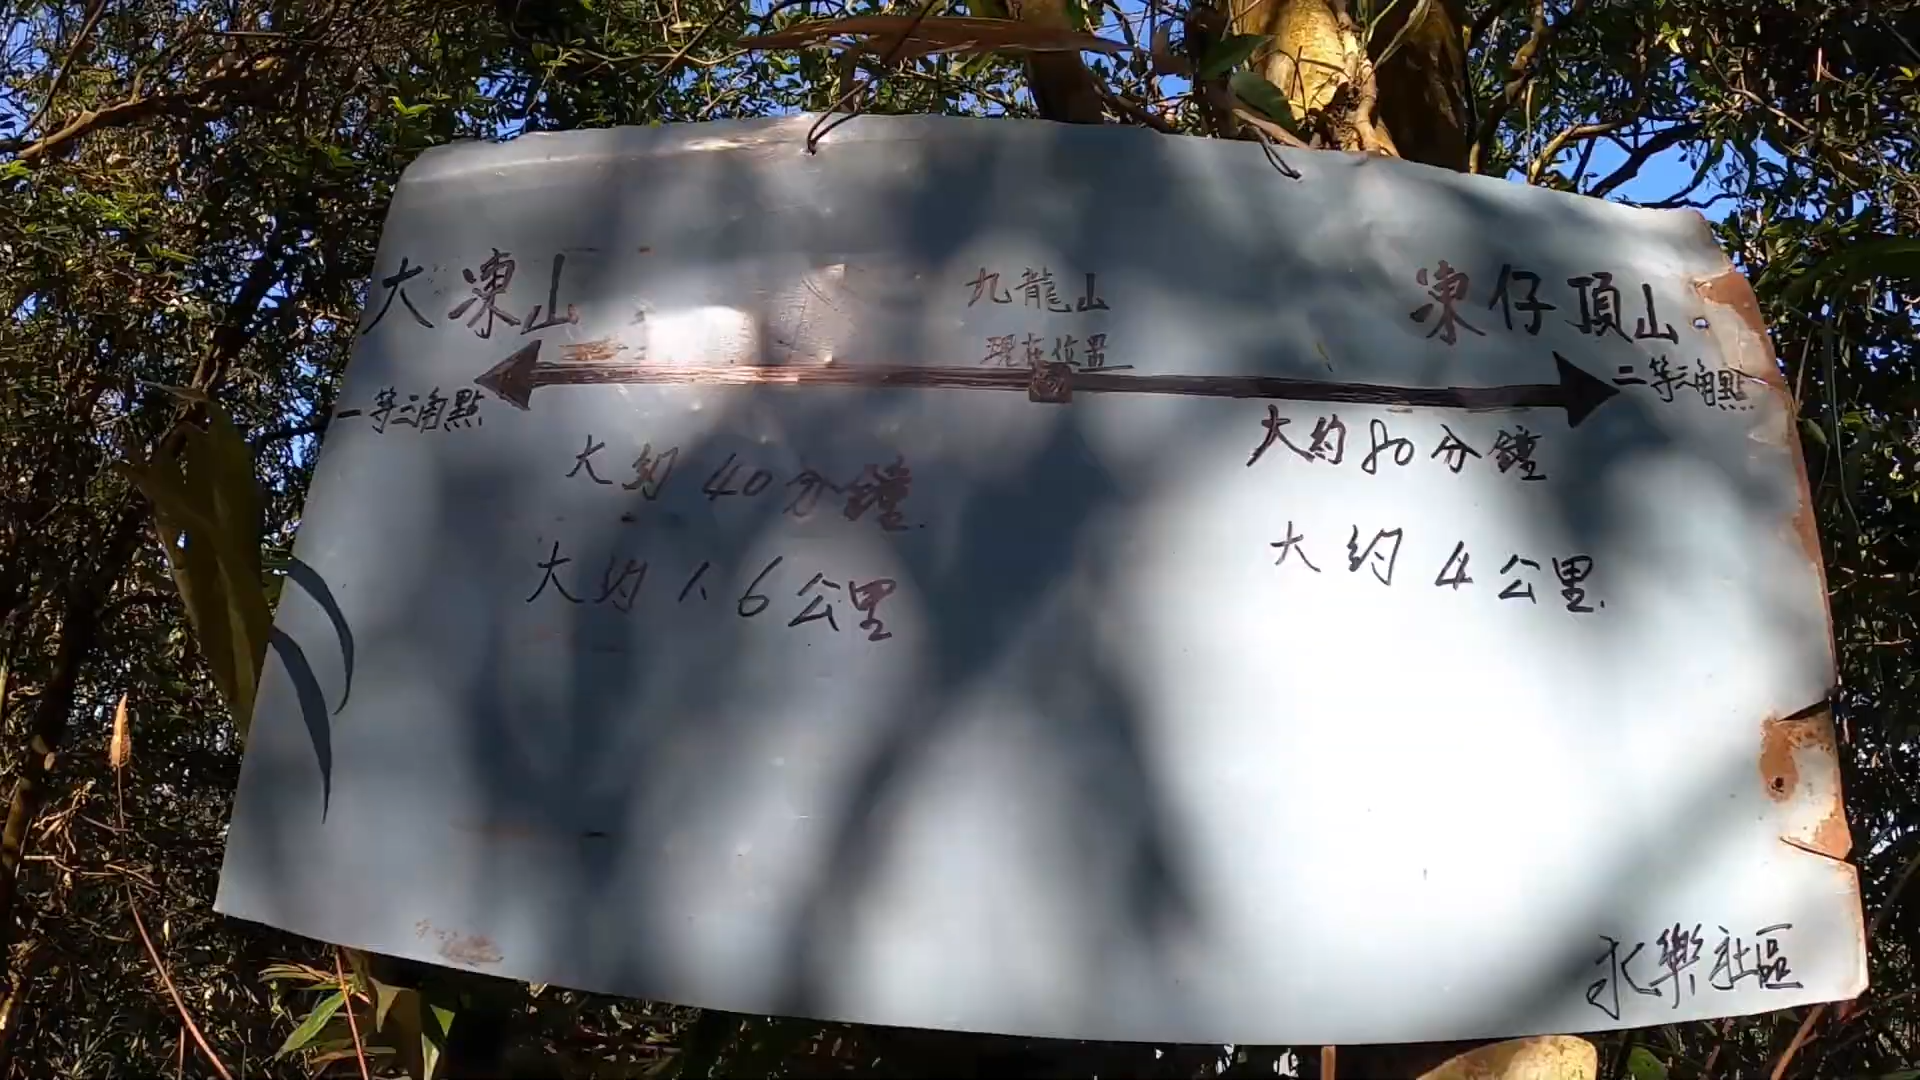 大凍山
九龍山
凍仔頂山
現在位置
一等三角點
二等三角點
大約40分鐘
大約80分鐘
大約1.6公里
大約4公里
永樂社區